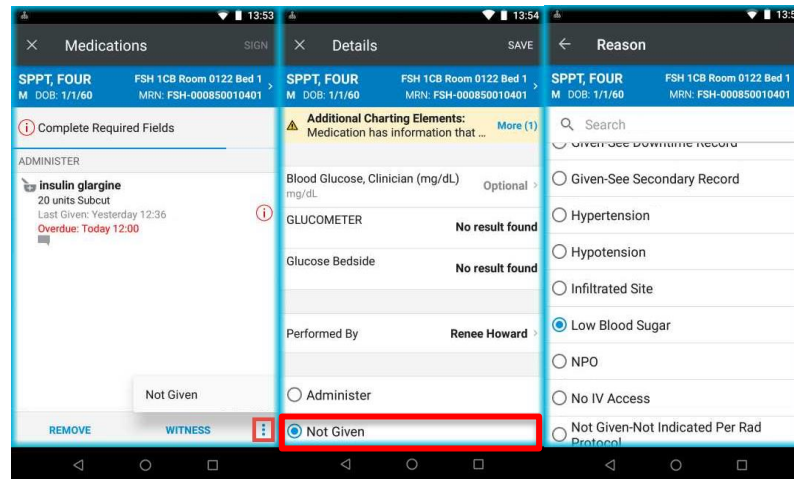 13:53
Medications
SIGN
SPPT, FOUR
FSH 1CB Room 0122 Bed 1
M DOB: 1/1/60
MRN: FSH-000850010401
Complete Required Fields
ADMINISTER
insulin glargine
20 units Subcut
Last Given: Yesterday 12:36
Overdue: Today 12:00
Not Given
REMOVE
WITNESS
13:54
Details
SAVE
SPPT, FOUR
FSH 1CB Room 0122 Bed 1
M DOB: 1/1/60
MRN: FSH-000850010401
Additional Charting Elements:
Medication has information that ...
More (1)
Blood Glucose, Clinician (mg/dL)
mg/dL
Optional
GLUCOMETER
No result found
Glucose Bedside
No result found
Performed By
Renee Howard
Administer
Not Given
Reason
SPPT, FOUR
FSH 1CB Room 0122 Bed 1
M DOB: 1/1/60
MRN: FSH-000850010401
Search
Given-See Downtime Record
Given-See Secondary Record
Hypertension
Hypotension
Infiltrated Site
Low Blood Sugar
NPO
No IV Access
Not Given-Not Indicated Per Rad
Protocol